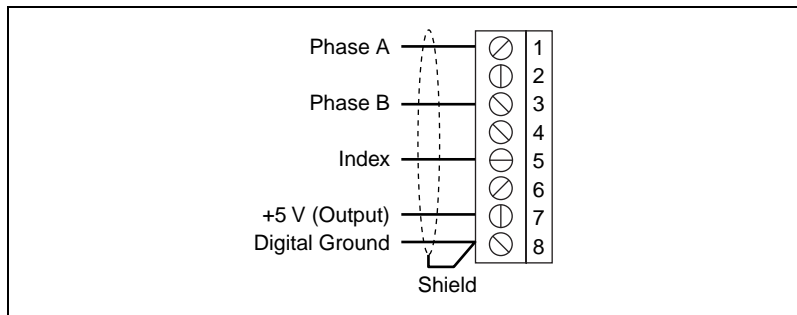 Phase A 1
2
Phase B 3
4
Index 5
6
+5 V (Output) 7
Digital Ground 8
Shield